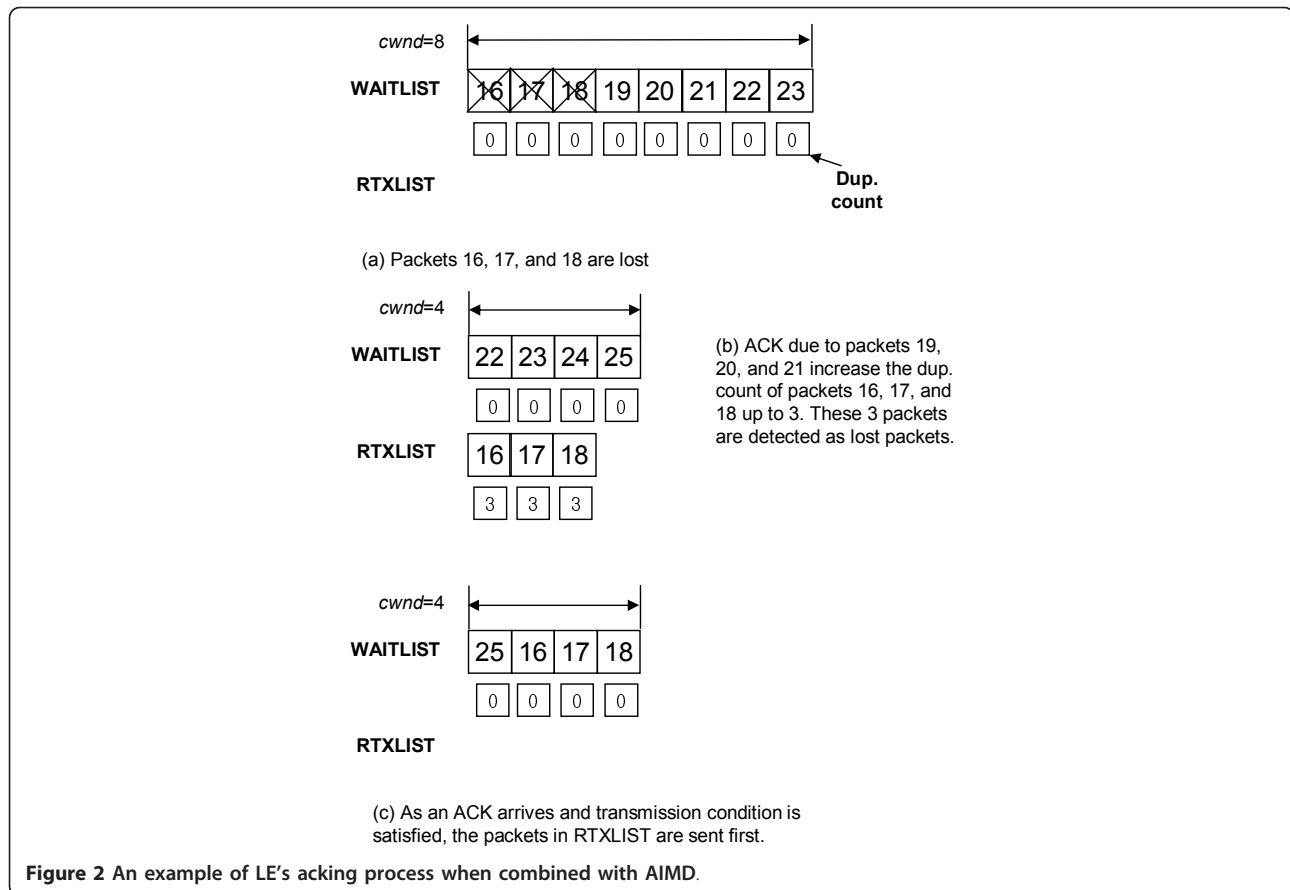 cwnd=8
WAITLIST 16 17 18 19 20 21 22 23
0 0 0 0 0 0 0 0
RTXLIST
Dup.
count
(a) Packets 16, 17, and 18 are lost
cwnd=4
WAITLIST 22 23 24 25
0 0 0 0
RTXLIST 16 17 18
3 3 3
(b) ACK due to packets 19,
20, and 21 increase the dup.
count of packets 16, 17, and
18 up to 3. These 3 packets
are detected as lost packets.
cwnd=4
WAITLIST 25 16 17 18
0 0 0 0
RTXLIST
(c) As an ACK arrives and transmission condition is
satisfied, the packets in RTXLIST are sent first.
Figure 2 An example of LE's acking process when combined with AIMD.